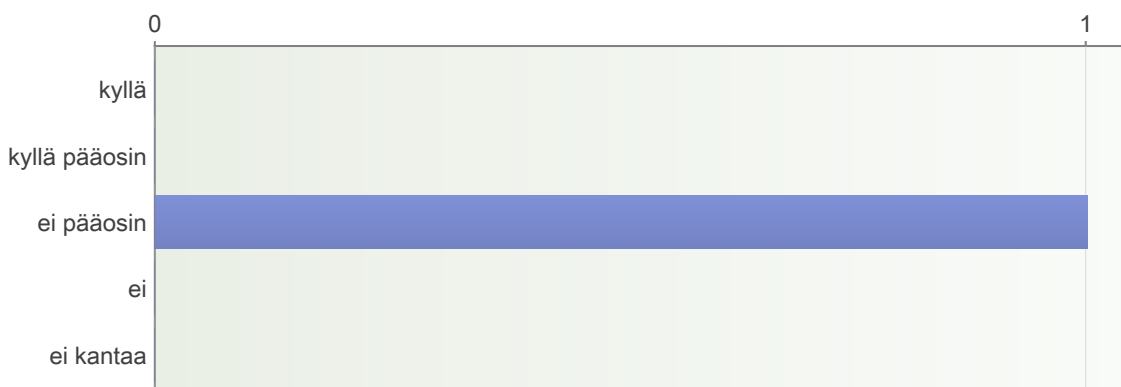 0 1
kyllä
kyllä pääosin
ei pääosin
ei
ei kantaa